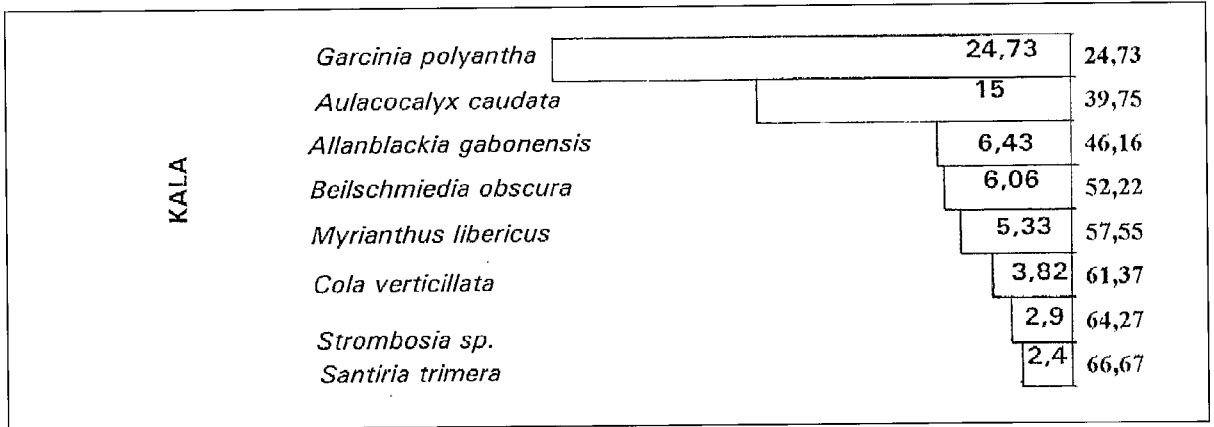 KALA
Garcinia polyantha 24,73 24,73
Aulacocalyx caudata 15 39,75
Allanblackia gabonensis 6,43 46,16
Beilschmiedia obscura 6,06 52,22
Myrianthus libericus 5,33 57,55
Cola verticillata 3,82 61,37
Strombosia sp. 2,9 64,27
Santiria trimera 2,4 66,67